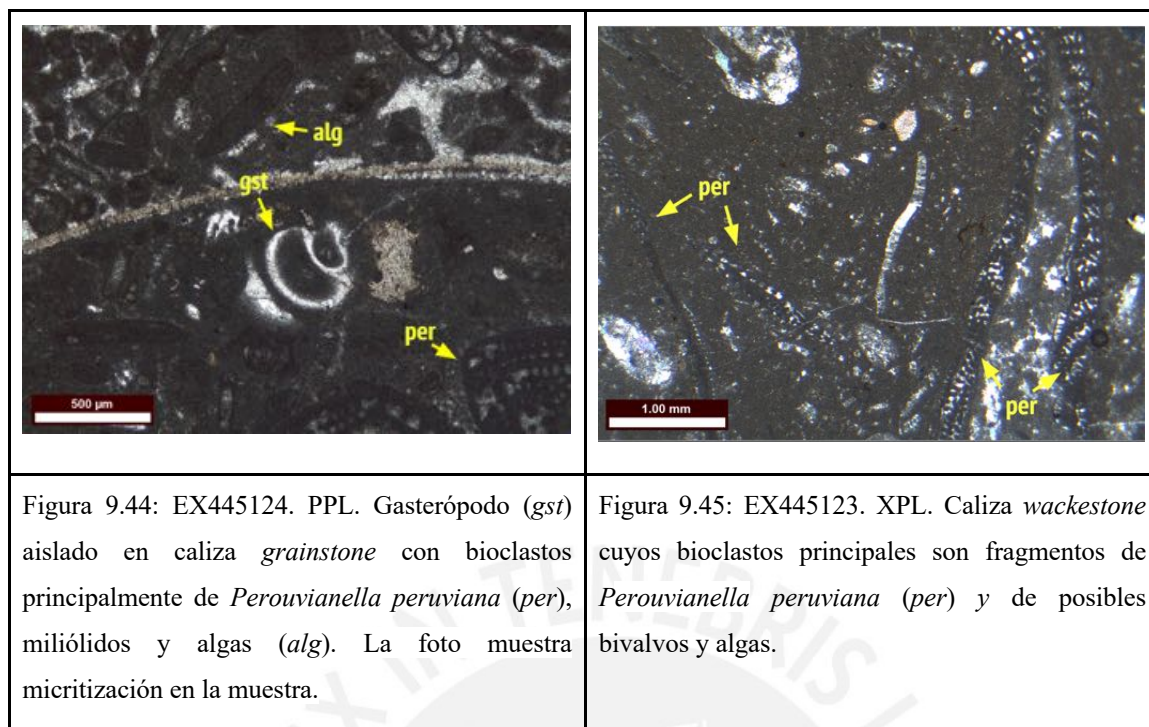 alg
gst
per
500 µm
per
per
1.00 mm
Figura 9.44: EX445124. PPL. Gasterópodo (gst)
aislado en caliza grainstone con bioclastos
principalmente de Perouvianella peruviana (per),
miliólidos y algas (alg). La foto muestra
micritización en la muestra.
Figura 9.45: EX445123. XPL. Caliza wackestone
cuyos bioclastos principales son fragmentos de
Perouvianella peruviana (per) y de posibles
bivalvos y algas.